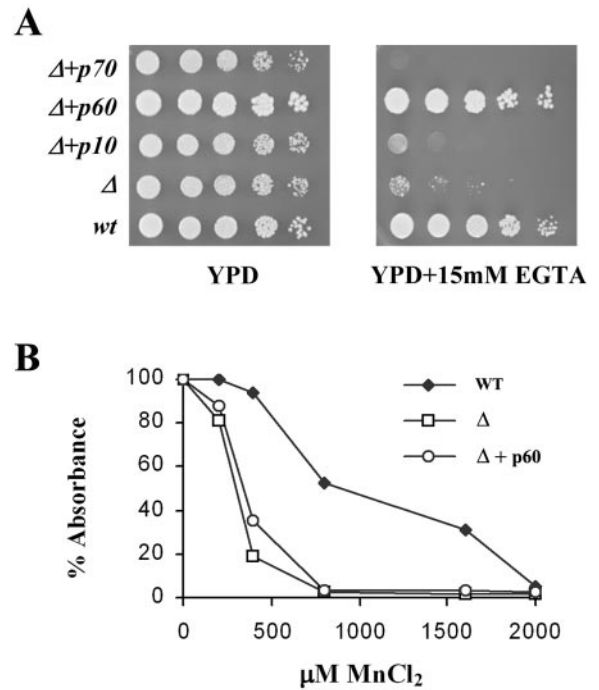 A
Δ+p70
Δ+p60
Δ+p10
Δ
wt
YPD
YPD+15mM EGTA
B
100
80
60
40
20
0
% Absorbance
WT
Δ
Δ + p60
0
500
1000
1500
2000
μM MnCl₂